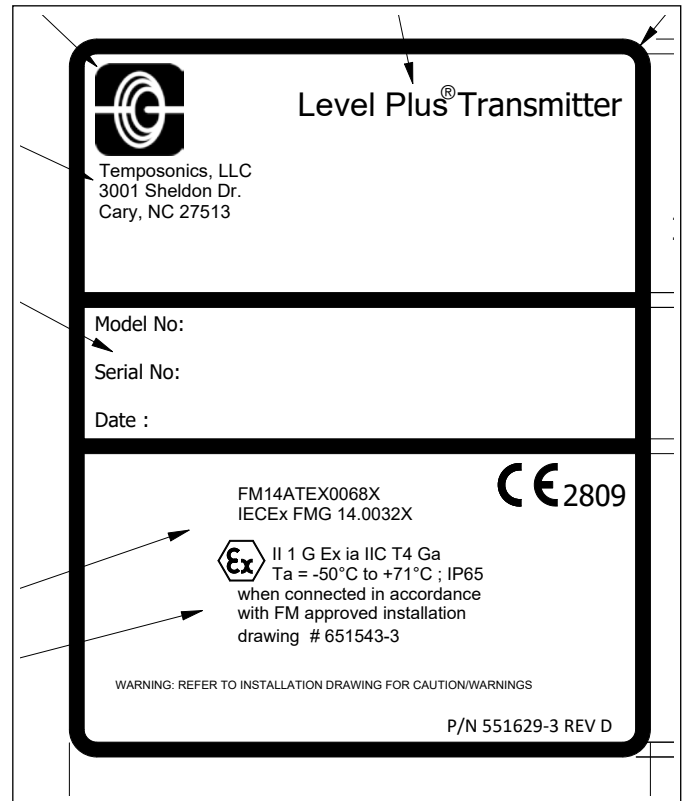 Level Plus® Transmitter
Temposonics, LLC
3001 Sheldon Dr.
Cary, NC 27513
Model No:
Serial No:
Date :
CE 2809
FM14ATEX0068X
IECEx FMG 14.0032X
Ex II 1 G Ex ia IIC T4 Ga
Ta = -50°C to +71°C ; IP65
when connected in accordance
with FM approved installation
drawing # 651543-3
WARNING: REFER TO INSTALLATION DRAWING FOR CAUTION/WARNINGS
P/N 551629-3 REV D